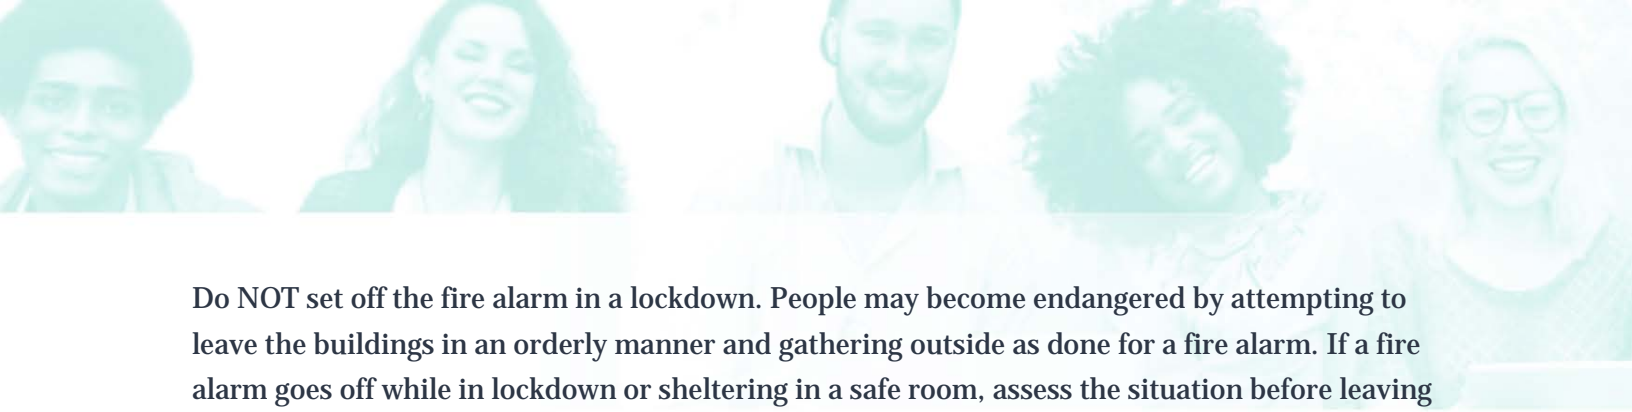 Do NOT set off the fire alarm in a lockdown. People may become endangered by attempting to
leave the buildings in an orderly manner and gathering outside as done for a fire alarm. If a fire
alarm goes off while in lockdown or sheltering in a safe room, assess the situation before leaving